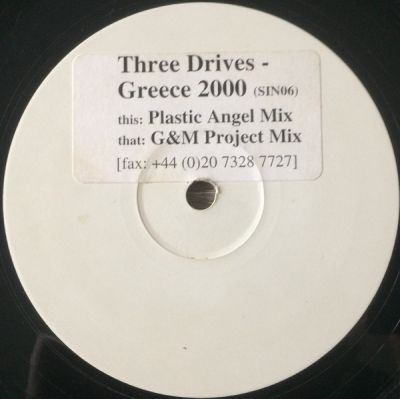 Three Drives -
Greece 2000 (SIN06)
this: Plastic Angel Mix
that: G&M Project Mix
[fax: +44 (0)20 7328 7727]